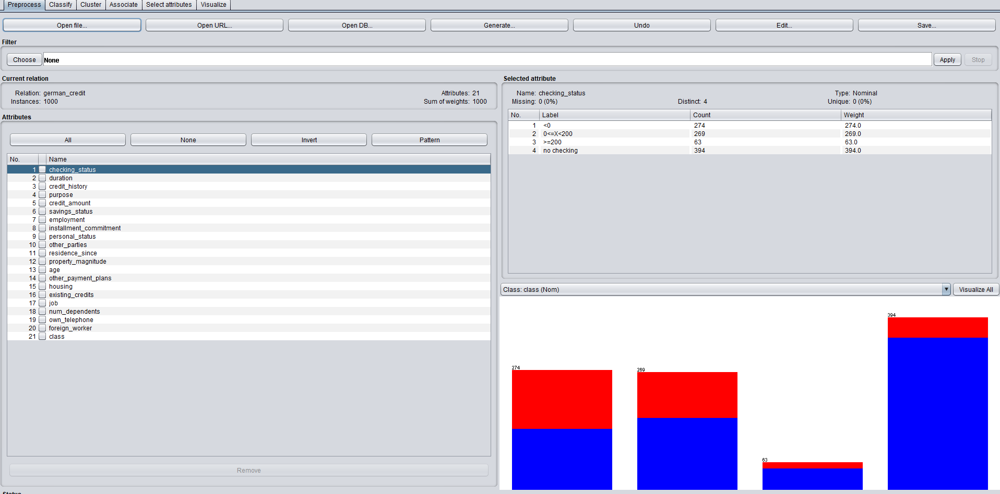 Preprocess Classify Cluster Associate Select attributes Visualize
Open file... Open URL... Open DB... Generate... Undo Edit... Save...
Filter
Choose None Apply Stop
Current relation
Relation: german_credit Attributes: 21
Instances: 1000 Sum of weights: 1000
Attributes
All None Invert Pattern
No. Name
1 checking_status
2 duration
3 credit_history
4 purpose
5 credit_amount
6 savings_status
7 employment
8 installment_commitment
9 personal_status
10 other_parties
11 residence_since
12 property_magnitude
13 age
14 other_payment_plans
15 housing
16 existing_credits
17 job
18 num_dependents
19 own_telephone
20 foreign_worker
21 class
Remove
Status
Selected attribute
Name: checking_status Type: Nominal
Missing: 0 (0%) Distinct: 4 Unique: 0 (0%)
No. Label Count Weight
1 <0 274 274.0
2 0<=X<200 269 269.0
3 >=200 63 63.0
4 no checking 394 394.0
Class: class (Nom) Visualize All
394
274
269
63